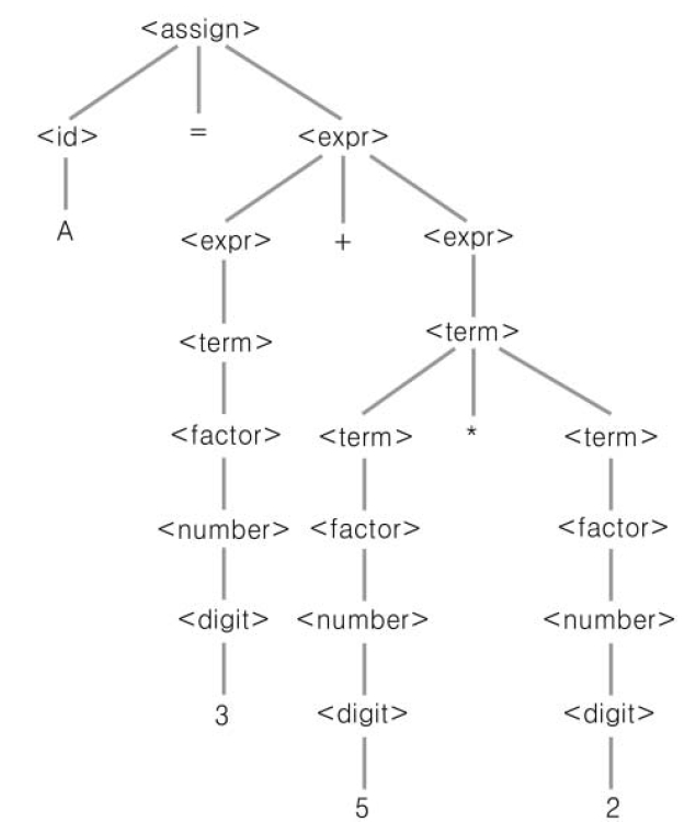 <assign>
<id> = <expr>
A <expr> + <expr>
<term> <term>
<factor> <term> * <term>
<number> <factor> <factor>
<digit> <number> <number>
3 <digit> <digit>
5 2